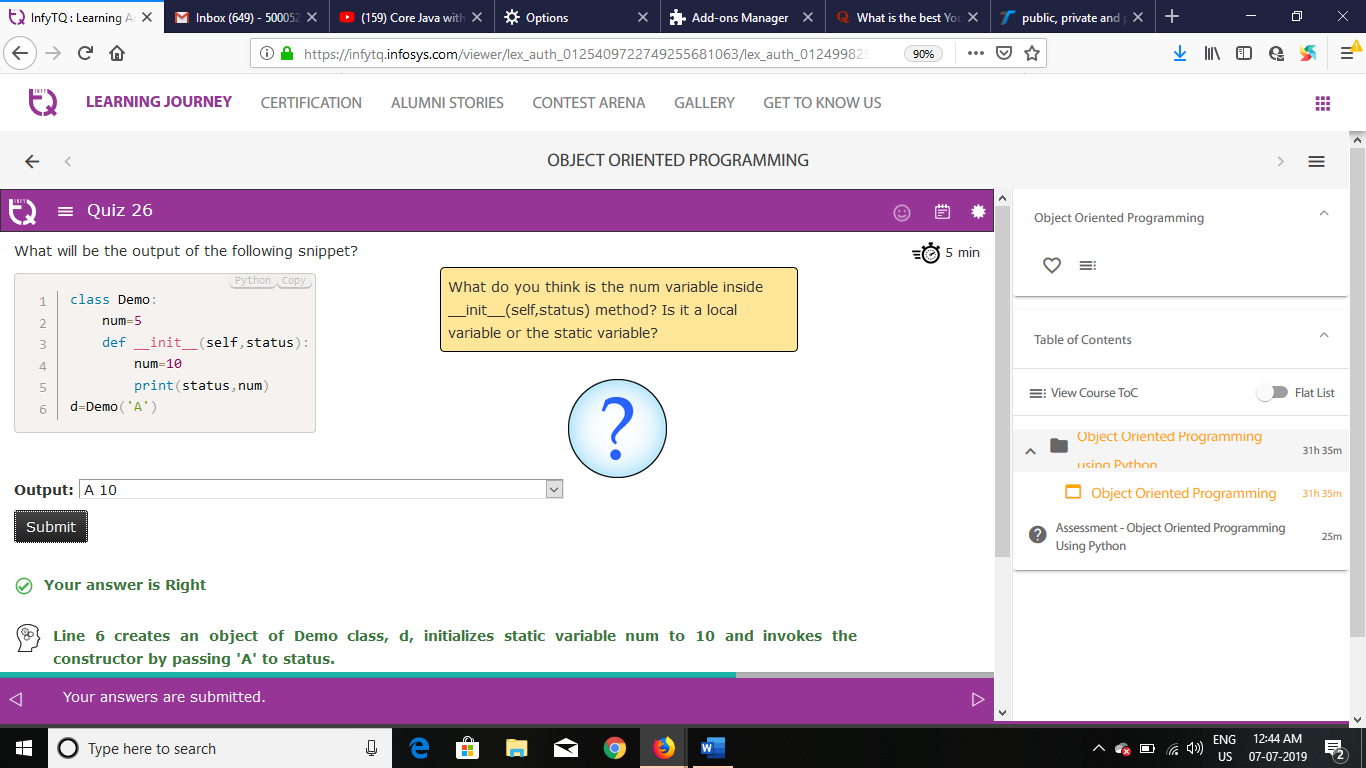 InfyTQ : Learning A
Inbox (649) - 500052
(159) Core Java with
Options
Add-ons Manager
What is the best You
public, private and
https://infytq.infosys.com/viewer/lex_auth_0125409722749255681063/lex_auth_01249982
90%
INFY
TQ
LEARNING JOURNEY
CERTIFICATION
ALUMNI STORIES
CONTEST ARENA
GALLERY
GET TO KNOW US
OBJECT ORIENTED PROGRAMMING
Quiz 26
What will be the output of the following snippet?
5 min
Python Copy
1 class Demo:
2 num=5
3 def __init__(self,status):
4 num=10
5 print(status,num)
6 d=Demo('A')
What do you think is the num variable inside
__init__(self,status) method? Is it a local
variable or the static variable?
?
Output: A 10
Submit
Your answer is Right
Line 6 creates an object of Demo class, d, initializes static variable num to 10 and invokes the
constructor by passing 'A' to status.
Your answers are submitted.
Object Oriented Programming
Table of Contents
View Course ToC
Flat List
Object Oriented Programming
using Python
31h 35m
Object Oriented Programming
31h 35m
Assessment - Object Oriented Programming
Using Python
25m
Type here to search
ENG
US
12:44 AM
07-07-2019
2